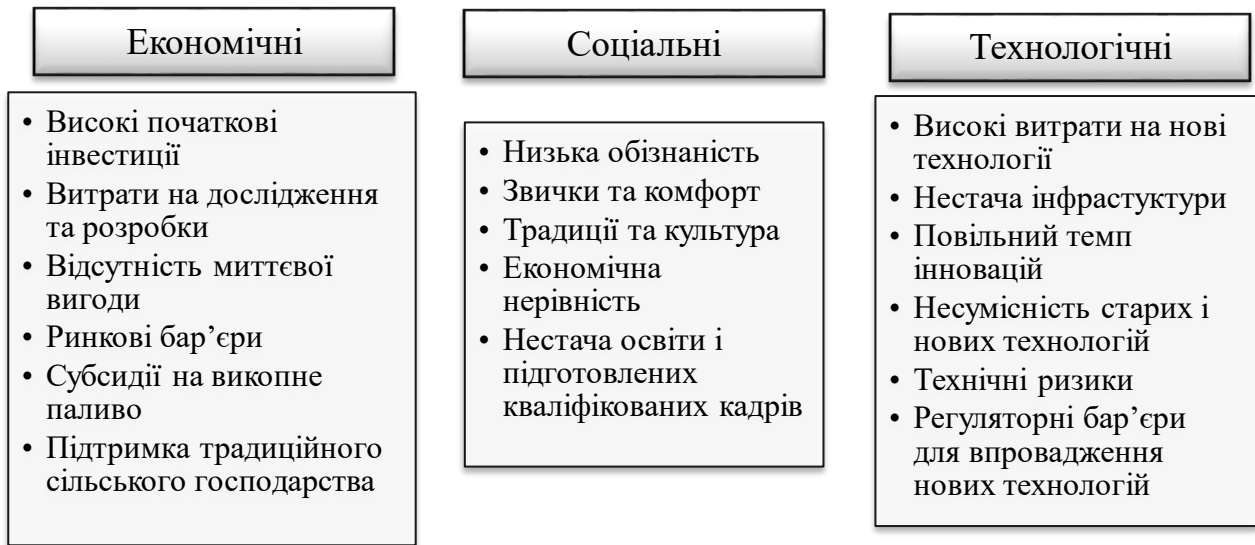 Економічні
• Високі початкові
інвестиції
• Витрати на дослідження
та розробки
• Відсутність миттєвої
вигоди
• Ринкові бар’єри
• Субсидії на викопне
паливо
• Підтримка традиційного
сільського господарства
Соціальні
• Низька обізнаність
• Звички та комфорт
• Традиції та культура
• Економічна
нерівність
• Нестача освіти і
підготовлених
кваліфікованих кадрів
Технологічні
• Високі витрати на нові
технології
• Нестача інфраструктури
• Повільний темп
інновацій
• Несумісність старих і
нових технологій
• Технічні ризики
• Регуляторні бар’єри
для впровадження
нових технологій